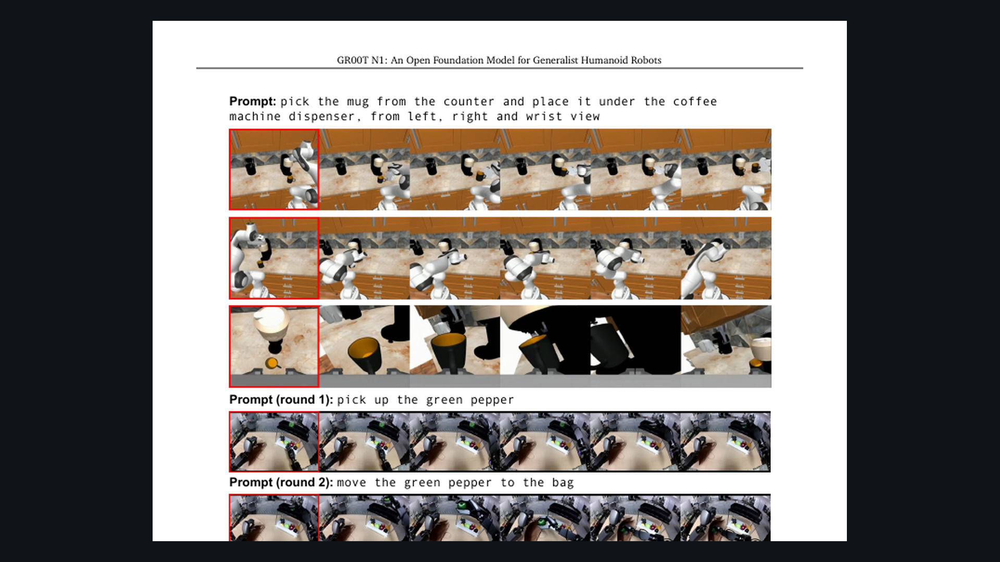 GR00T N1: An Open Foundation Model for Generalist Humanoid Robots
Prompt: pick the mug from the counter and place it under the coffee
machine dispenser, from left, right and wrist view
Prompt (round 1): pick up the green pepper
Prompt (round 2): move the green pepper to the bag